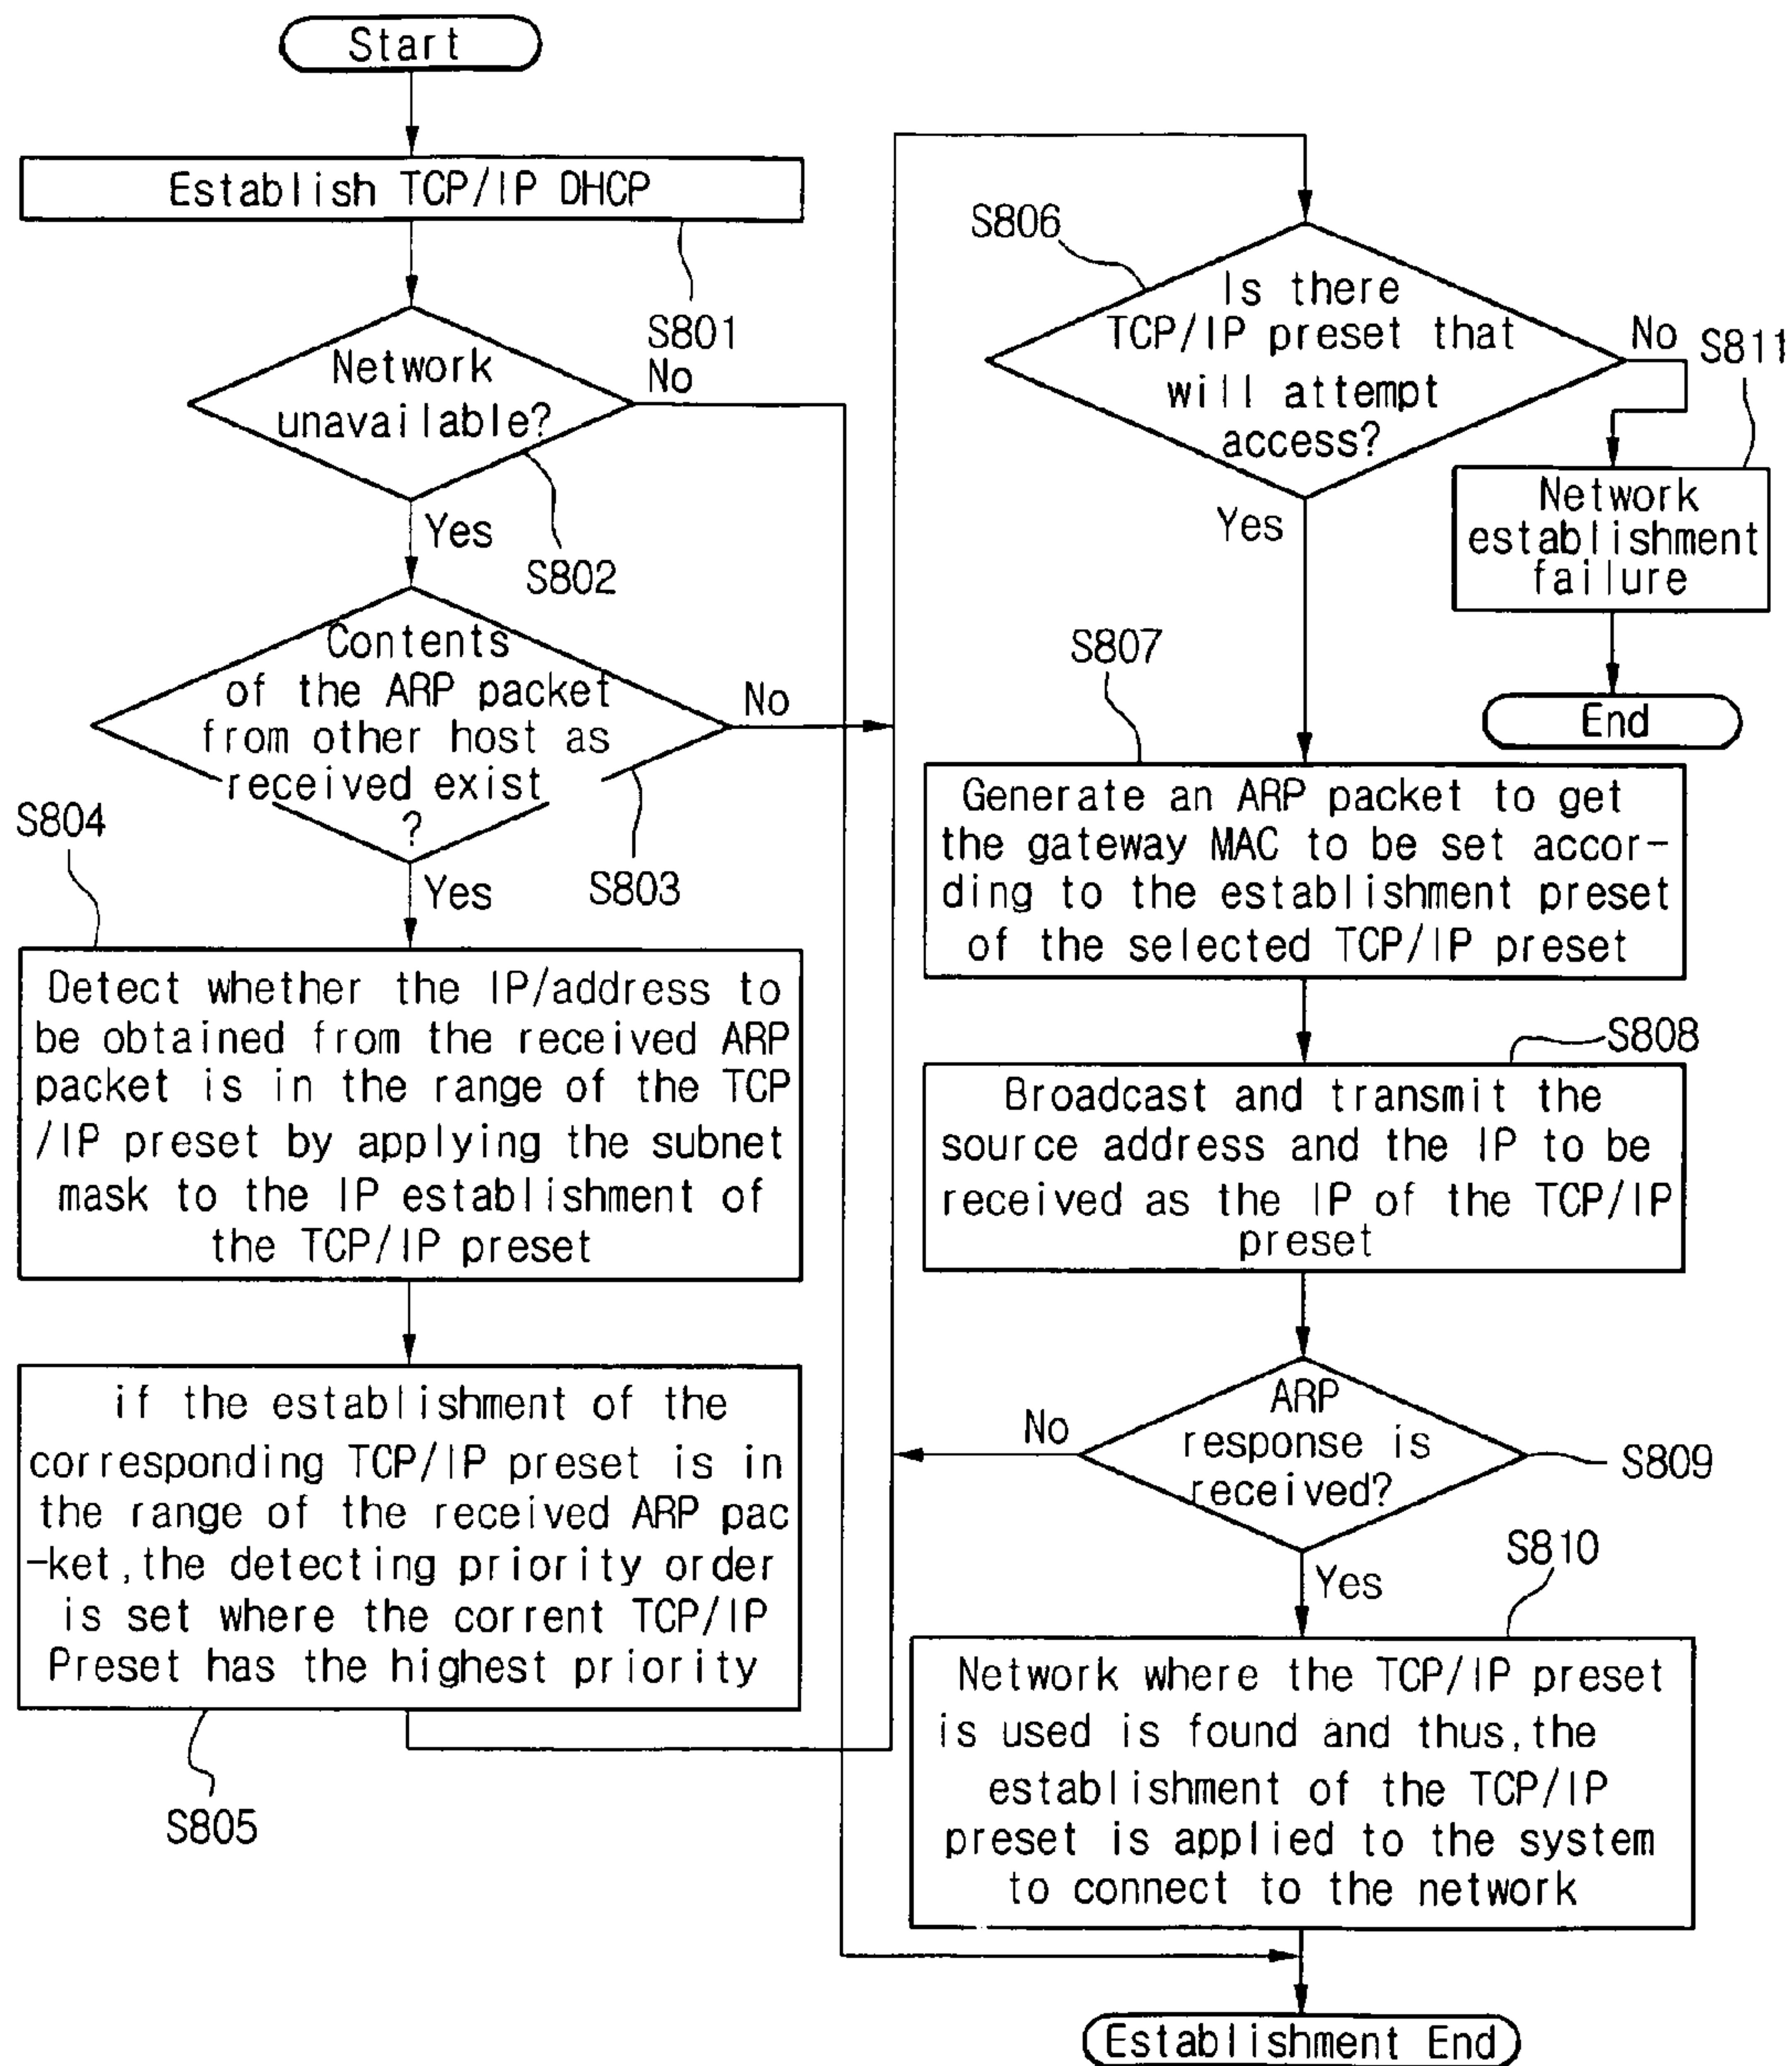 Start
Establish TCP/IP DHCP
S801
Network
unavailable?
No
Yes
S802
Contents
of the ARP packet
from other host as
received exist
?
No
Yes
S803
S804
Detect whether the IP/address to
be obtained from the received ARP
packet is in the range of the TCP
/IP preset by applying the subnet
mask to the IP establishment of
the TCP/IP preset
if the establishment of the
corresponding TCP/IP preset is in
the range of the received ARP pac
-ket,the detecting priority order
is set where the corrent TCP/IP
Preset has the highest priority
S805
S806
Is there
TCP/IP preset that
will attempt
access?
No
S811
Yes
Network
establishment
failure
End
S807
Generate an ARP packet to get
the gateway MAC to be set accor-
ding to the establishment preset
of the selected TCP/IP preset
S808
Broadcast and transmit the
source address and the IP to be
received as the IP of the TCP/IP
preset
ARP
response is
received?
No
S809
Yes
S810
Network where the TCP/IP preset
is used is found and thus,the
establishment of the TCP/IP
preset is applied to the system
to connect to the network
Establishment End